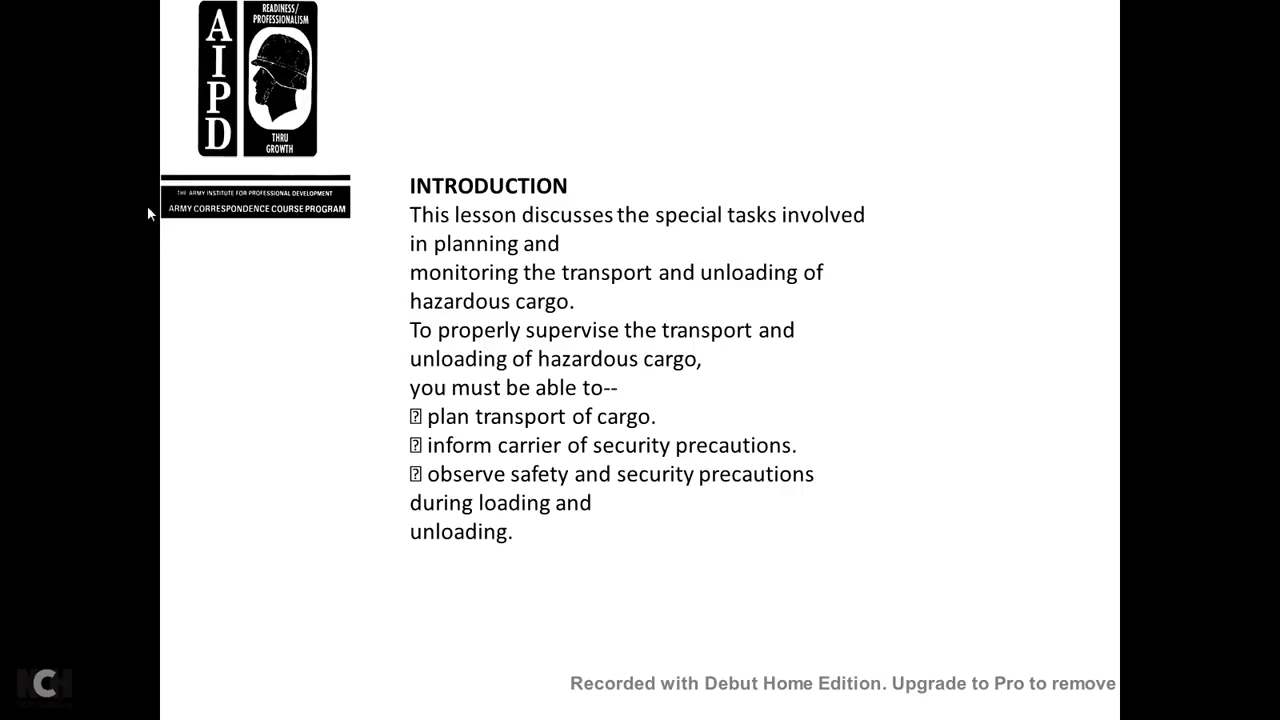 A
I
P
D
READINESS/
PROFESSIONALISM
THRU
GROWTH
THE ARMY INSTITUTE FOR PROFESSIONAL DEVELOPMENT
ARMY CORRESPONDENCE COURSE PROGRAM
INTRODUCTION
This lesson discusses the special tasks involved
in planning and
monitoring the transport and unloading of
hazardous cargo.
To properly supervise the transport and
unloading of hazardous cargo,
you must be able to--
⍰ plan transport of cargo.
⍰ inform carrier of security precautions.
⍰ observe safety and security precautions
during loading and
unloading.
Recorded with Debut Home Edition. Upgrade to Pro to remove